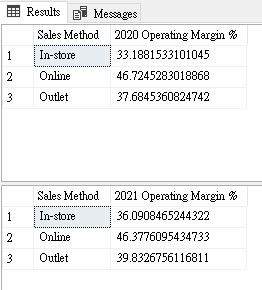 Results Messages
Sales Method 2020 Operating Margin %
1 In-store 33.1881533101045
2 Online 46.7245283018868
3 Outlet 37.6845360824742
Sales Method 2021 Operating Margin %
1 In-store 36.0908465244322
2 Online 46.3776095434733
3 Outlet 39.8326756116811